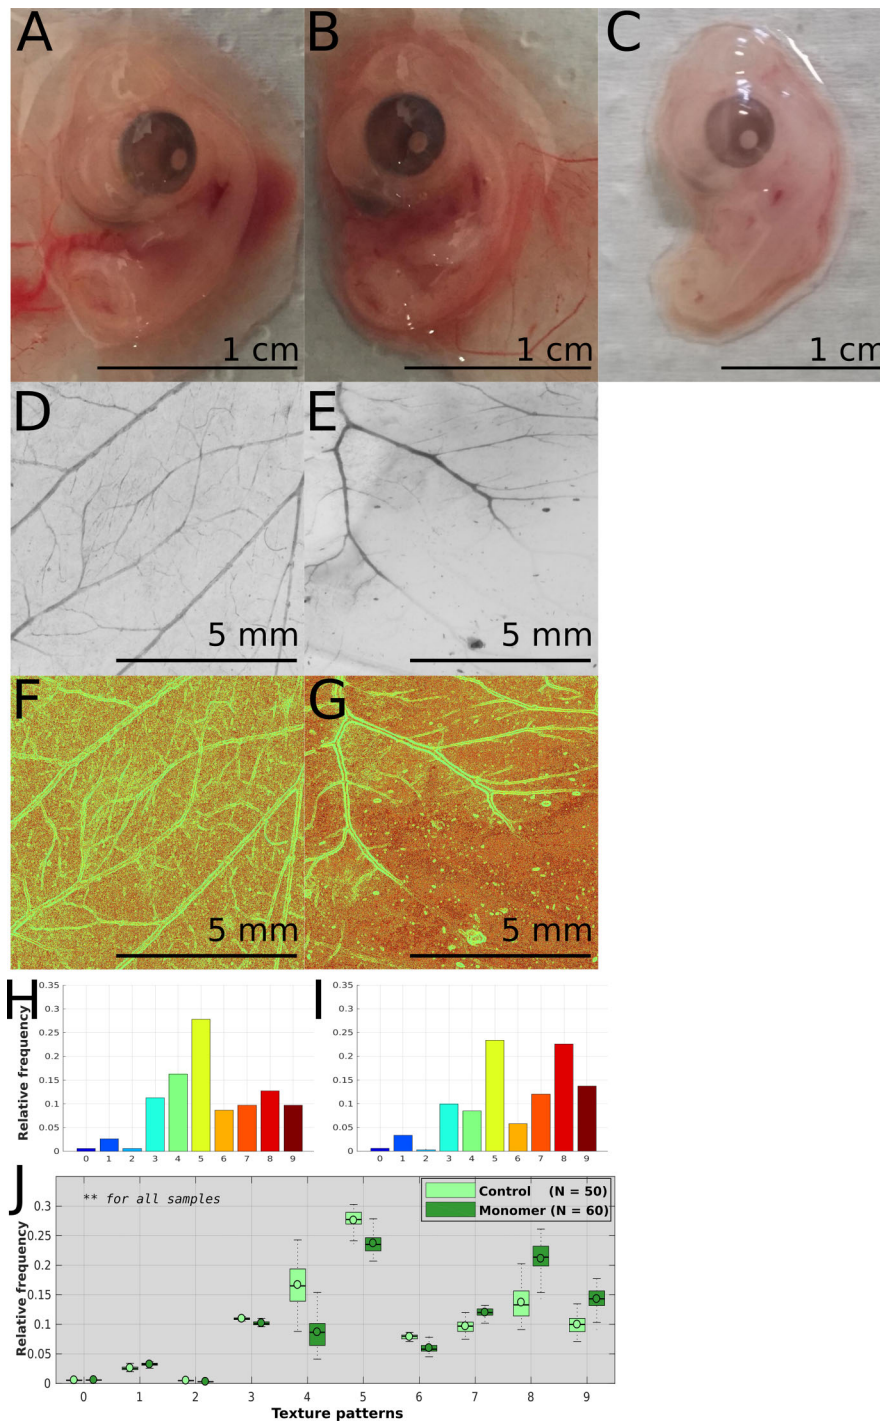 A B C
1 cm 1 cm 1 cm
D E
5 mm 5 mm
F G
5 mm 5 mm
H I
Relative frequency
0.35
0.3
0.25
0.2
0.15
0.1
0.05
0
0 1 2 3 4 5 6 7 8 9
0.35
0.3
0.25
0.2
0.15
0.1
0.05
0
0 1 2 3 4 5 6 7 8 9
J
** for all samples
Control (N = 50)
Monomer (N = 60)
Relative frequency
0.3
0.25
0.2
0.15
0.1
0.05
0
0 1 2 3 4 5 6 7 8 9
Texture patterns